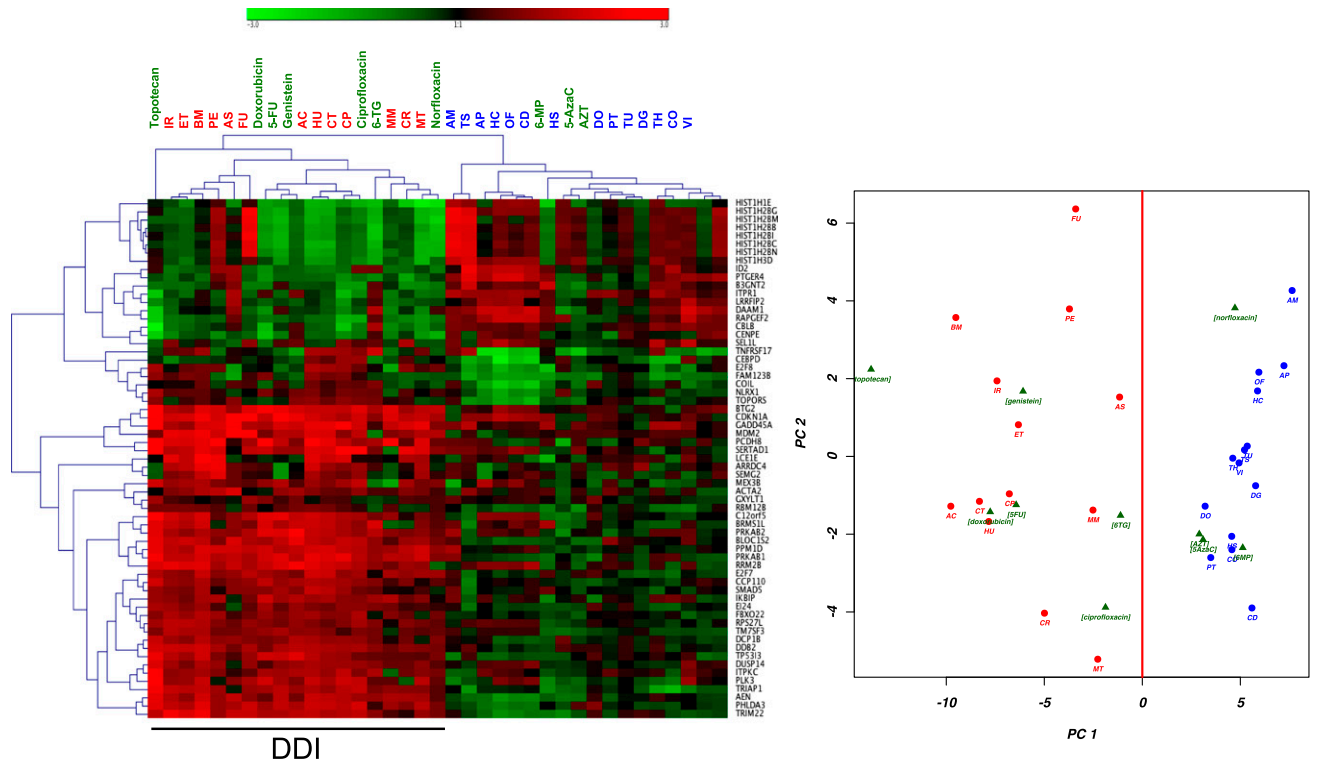 -3.0 1:1 3.0
Topotecan IR ET BM PE AS FU Doxorubicin 5-FU Genistein AC HU CT CP Ciprofloxacin 6-TG MM CR MT Norfloxacin AM TS AP HC OF CD 6-MP HS 5-AzaC AZT DO PT TU DG TH CO VI
HIST1H1E
HIST1H2BG
HIST1H2BM
HIST1H2BB
HIST1H2BI
HIST1H2BC
HIST1H2BN
HIST1H3D
ID2
PTGER4
B3GNT2
ITPR1
LRRFIP2
DAAM1
RAPGEF2
CBLB
CENPE
SEL1L
TNFRSF17
CEBPD
E2F8
FAM123B
COIL
NLRX1
TOPORS
BTG2
CDKN1A
GADD45A
MDM2
PCDH8
SERTAD1
LCE1E
ARRDC4
SEMG2
MEX3B
ACTA2
GXYLT1
RBM12B
C12orf5
BRMS1L
PRKAB2
BLOC1S2
PPM1D
PRKAB1
RRM2B
E2F7
CCP110
SMAD5
IKBIP
EI24
FBXO22
RPS27L
TM7SF3
DCP1B
DDB2
TP53I3
DUSP14
ITPKC
PLK3
TRIAP1
AEN
PHLDA3
TRIM22
DDI
PC 2
6
4
2
0
-2
-4
FU
AM
[norfloxacin]
PE
BM
AP
topotecan]
OF
IR
HC
[genistein]
AS
ET
TU
TS
TH
VI
DG
CP
CT
AC
[5FU]
DO
[doxorubicin]
MM
[6TG]
HU
[AZT]
HS
[5AzaC]
CO
[6MP]
PT
[ciprofloxacin]
CR
CD
MT
-10 -5 0 5
PC 1